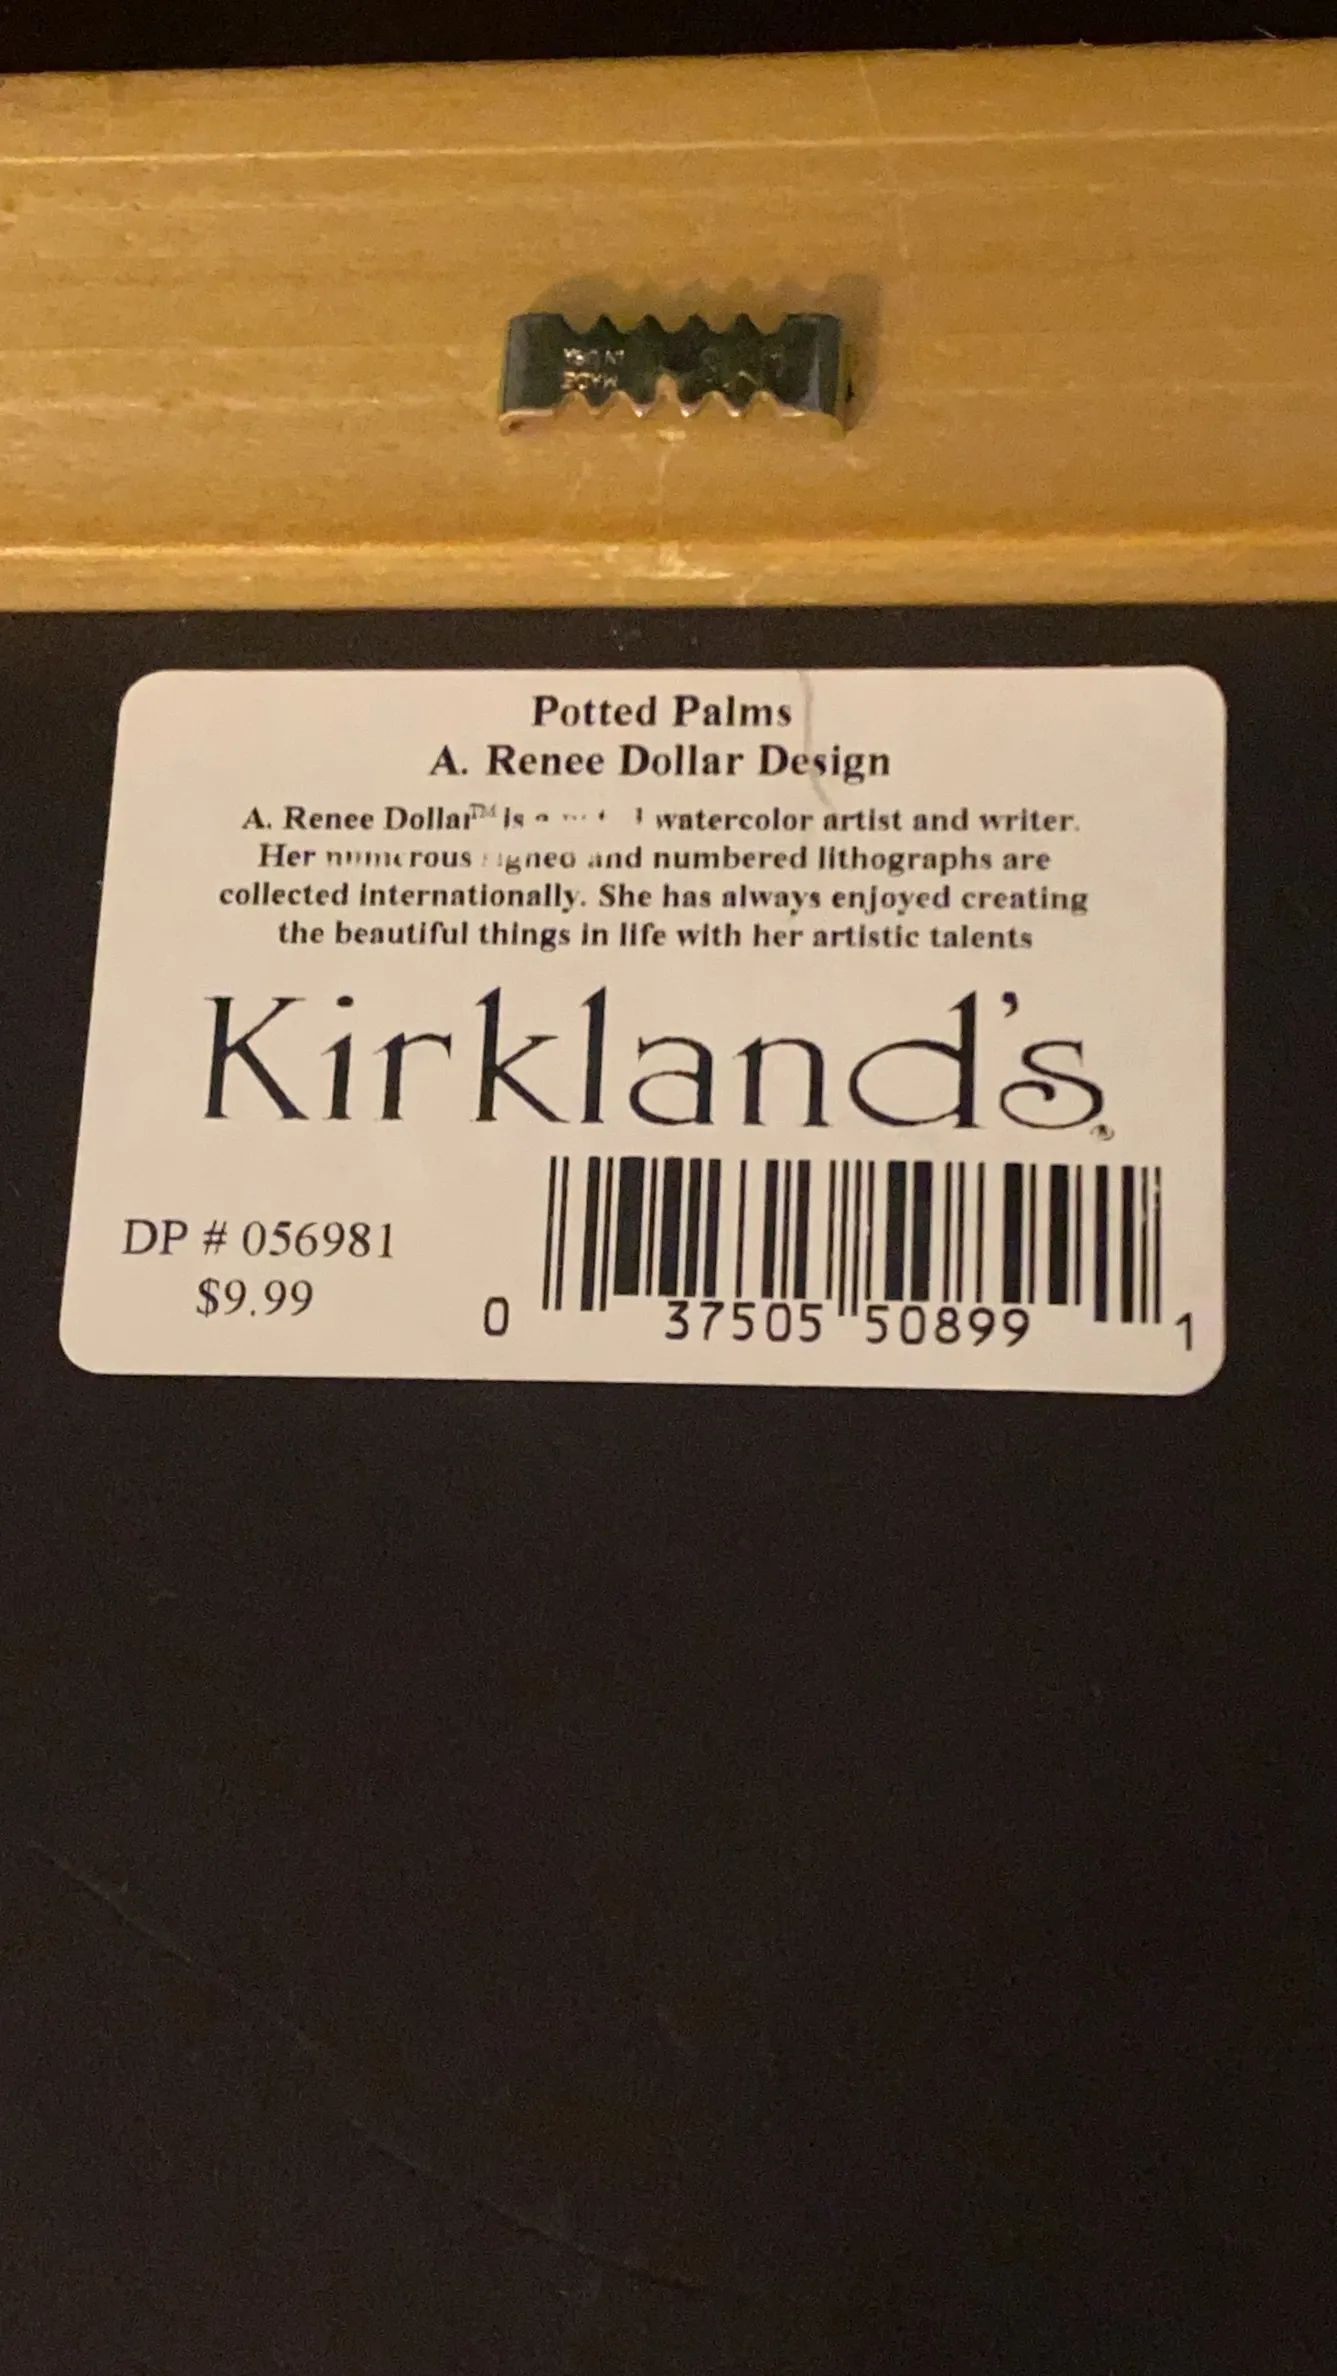 MADE
IN USA
Potted Palms
A. Renee Dollar Design
A. Renee Dollar™ is watercolor artist and writer.
Her numerous and numbered lithographs are
collected internationally. She has always enjoyed creating
the beautiful things in life with her artistic talents
Kirkland's®
DP # 056981
$9.99
0 37505 50899 1